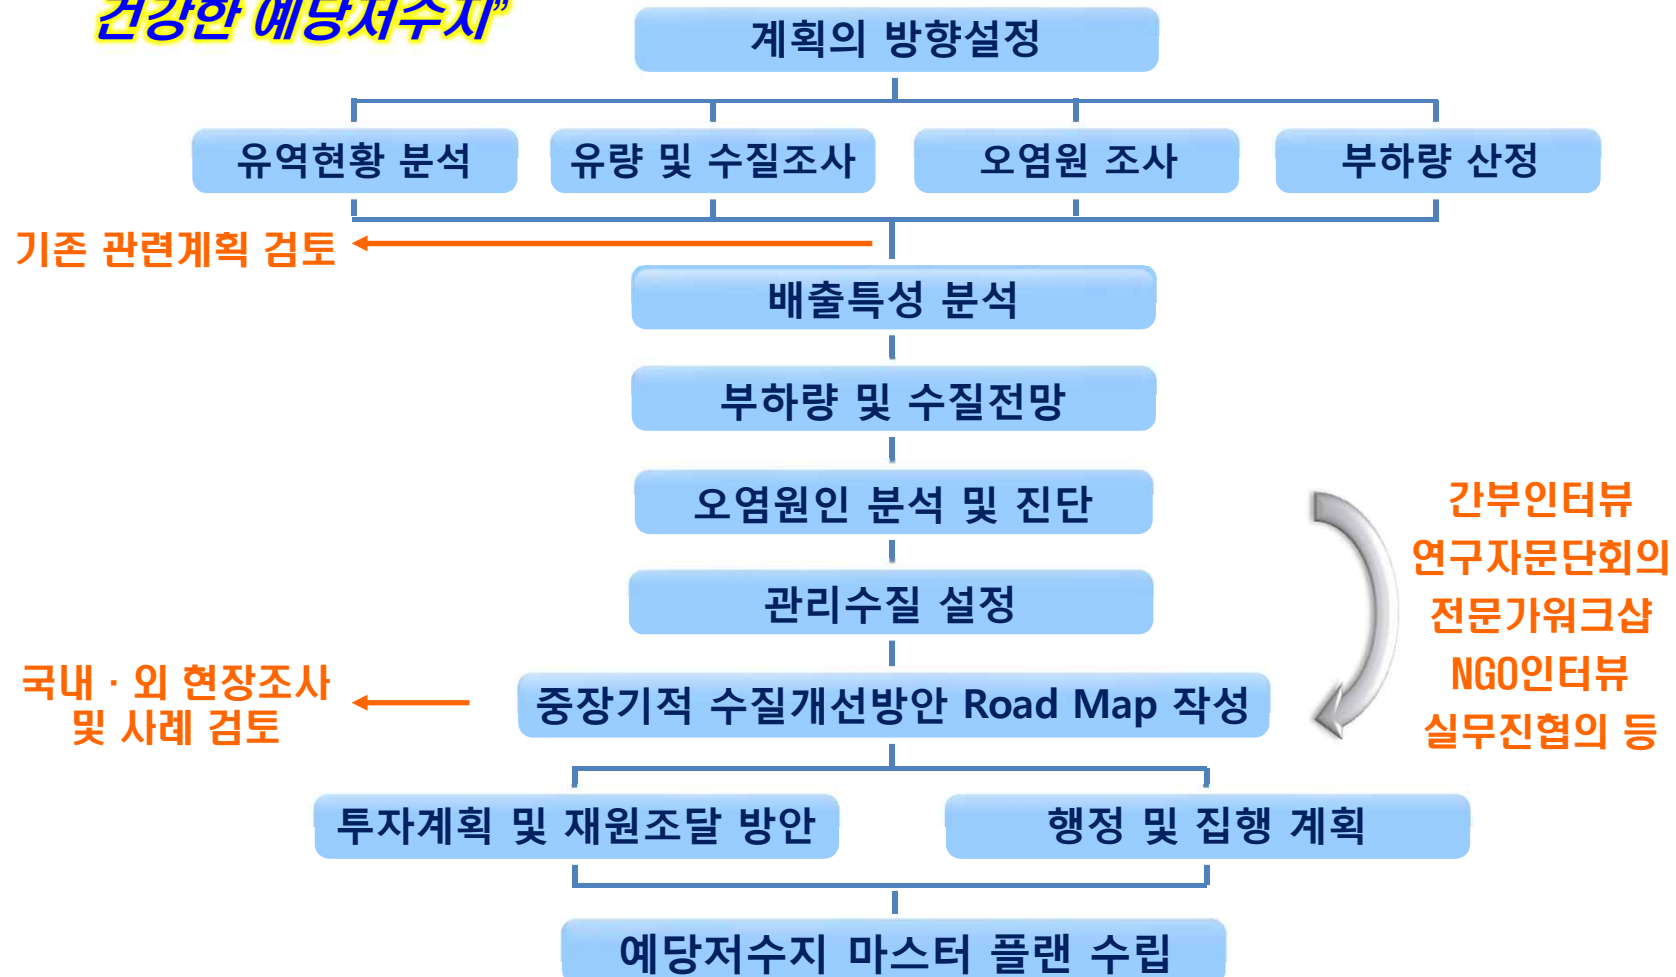 건강한 예당저수지”
계획의 방향설정
유역현황 분석
유량 및 수질조사
오염원 조사
부하량 산정
기존 관련계획 검토
배출특성 분석
부하량 및 수질전망
오염원인 분석 및 진단
관리수질 설정
간부인터뷰
연구자문단회의
전문가워크샵
NGO인터뷰
실무진협의 등
국내 · 외 현장조사
및 사례 검토
중장기적 수질개선방안 Road Map 작성
투자계획 및 재원조달 방안
행정 및 집행 계획
예당저수지 마스터 플랜 수립